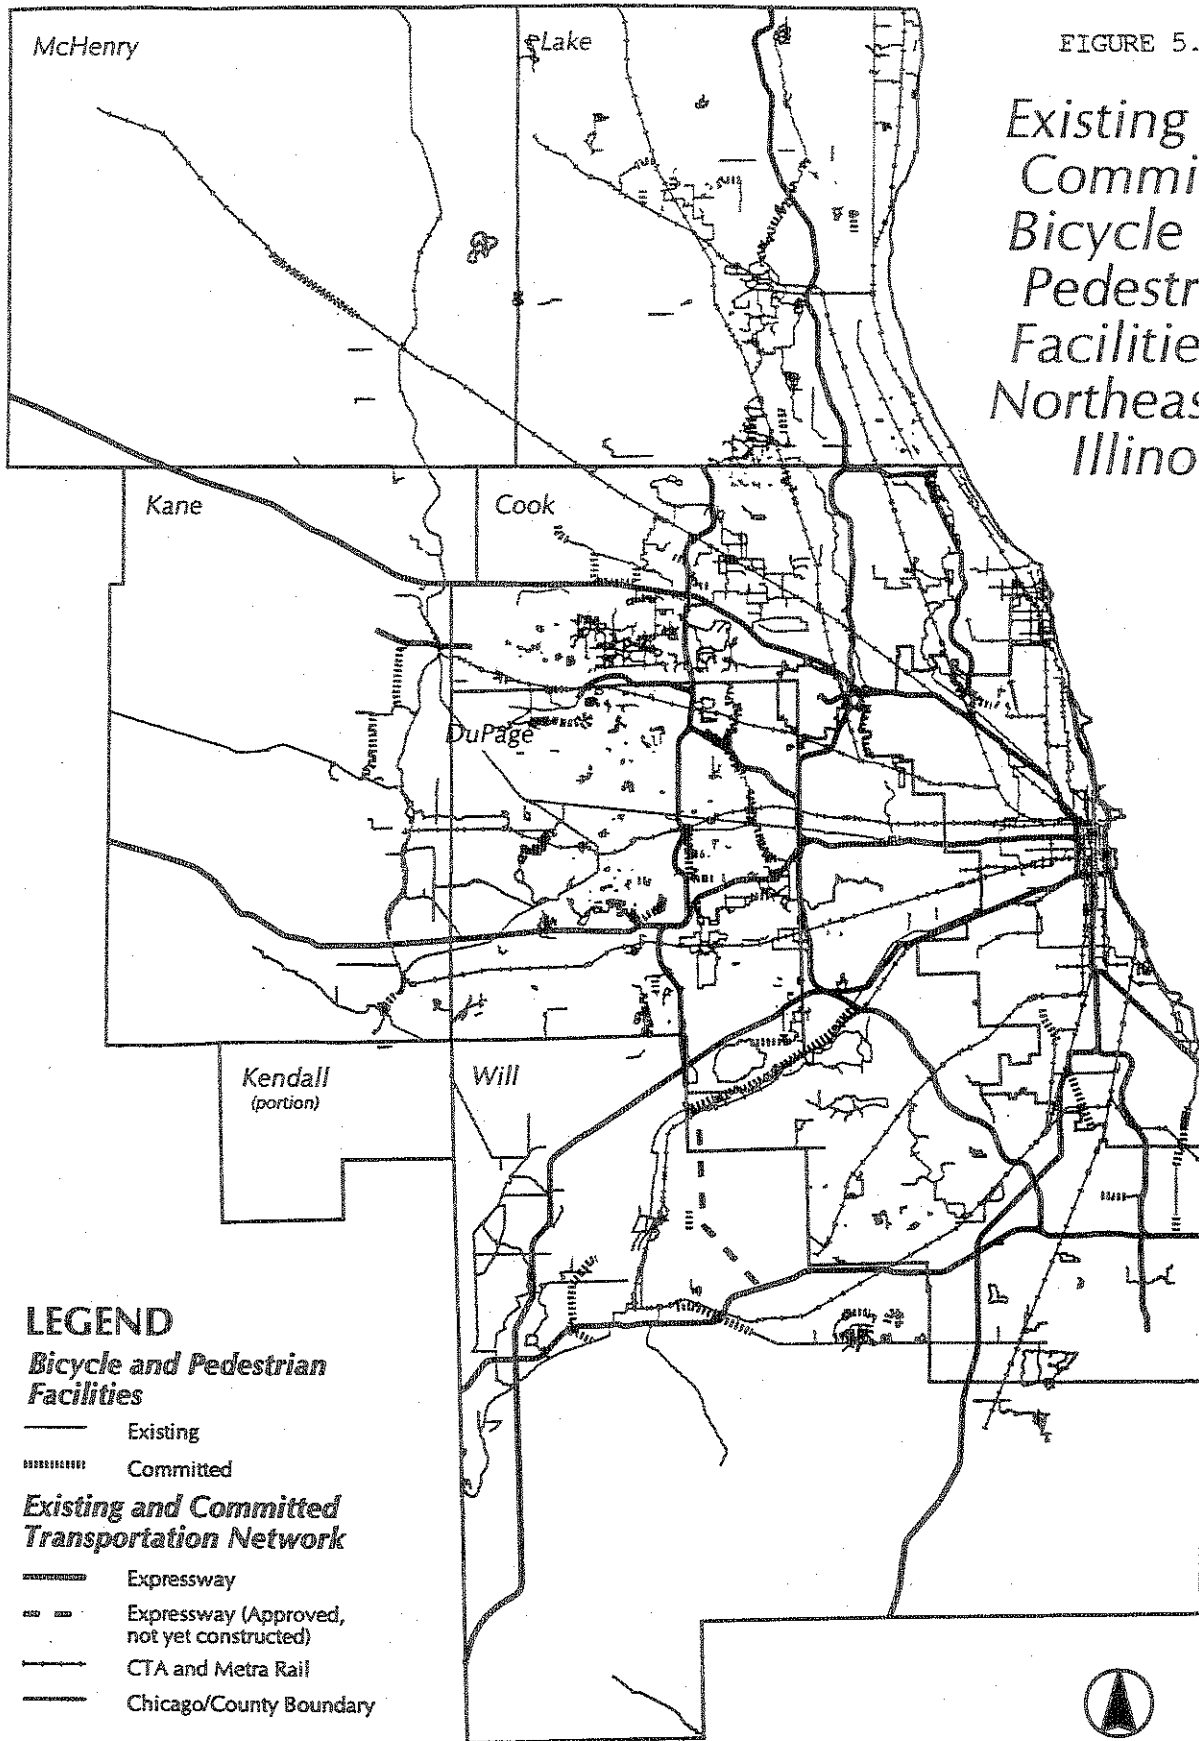 McHenry
Lake
FIGURE 5.
Existing
Commi
Bicycle
Pedestr
Facilitie
Northeas
Illino
Kane
Cook
DuPage
Kendall
(portion)
Will
LEGEND
Bicycle and Pedestrian
Facilities
Existing
Committed
Existing and Committed
Transportation Network
Expressway
Expressway (Approved,
not yet constructed)
CTA and Metra Rail
Chicago/County Boundary